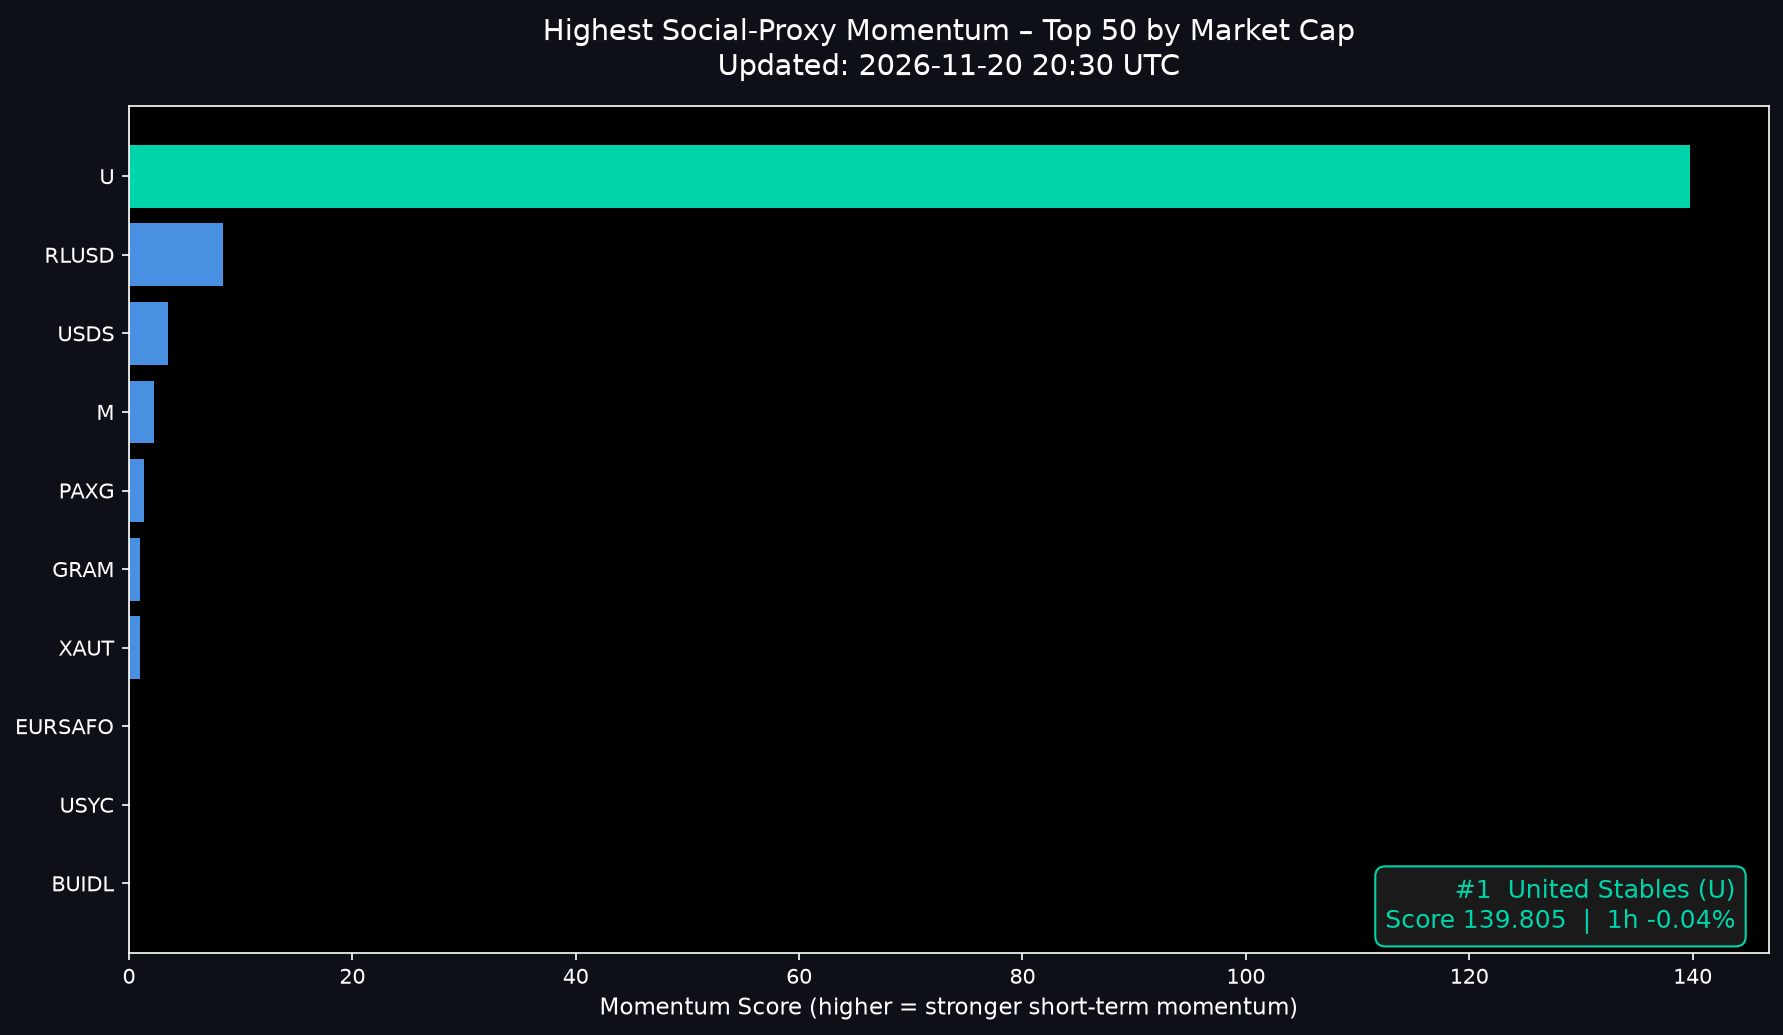 Highest Social-Proxy Momentum – Top 50 by Market Cap
Updated: 2026-11-20 20:30 UTC
U
RLUSD
USDS
M
PAXG
GRAM
XAUT
EURSAFO
USYC
BUIDL
#1  United Stables (U)
Score 139.805  |  1h -0.04%
0 20 40 60 80 100 120 140
Momentum Score (higher = stronger short-term momentum)